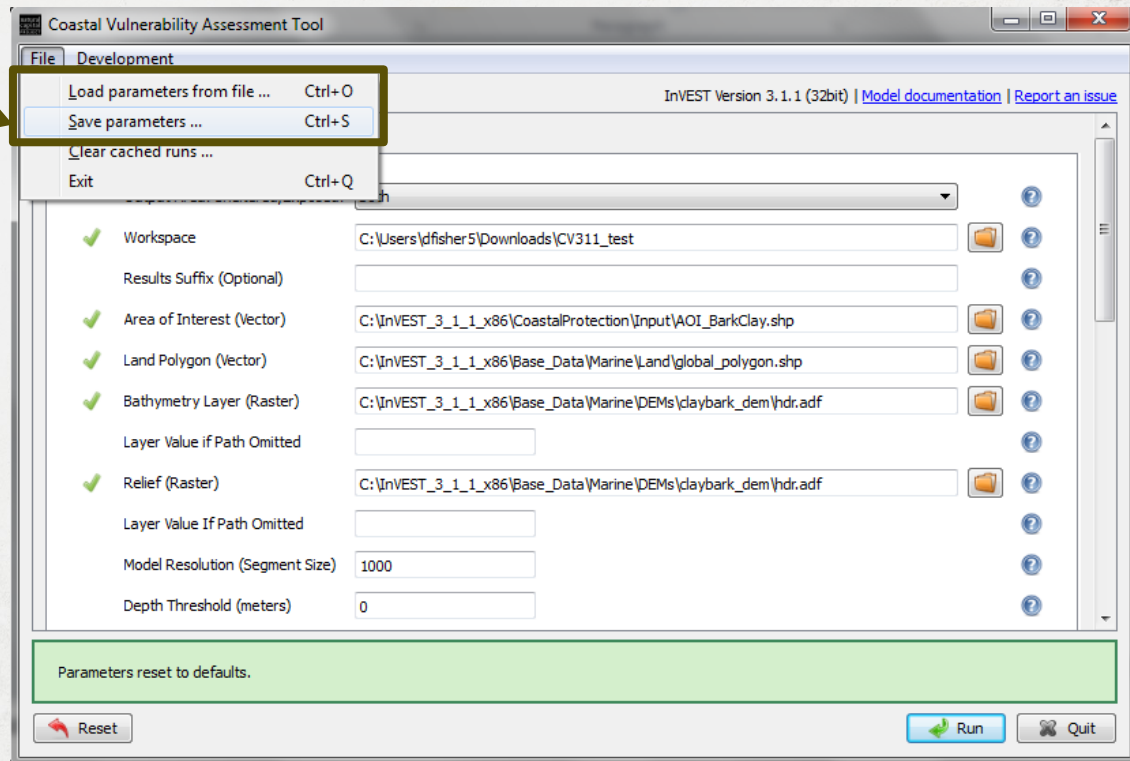 Coastal Vulnerability Assessment Tool
File Development
Load parameters from file ... Ctrl+O
InVEST Version 3.1.1 (32bit) | Model documentation | Report an issue
Save parameters ... Ctrl+S
Clear cached runs ...
Exit Ctrl+Q
Workspace C:\Users\dfisher5\Downloads\CV311_test
Results Suffix (Optional)
Area of Interest (Vector) C:\InVEST_3_1_1_x86\CoastalProtection\Input\AOI_BarkClay.shp
Land Polygon (Vector) C:\InVEST_3_1_1_x86\Base_Data\Marine\Land\global_polygon.shp
Bathymetry Layer (Raster) C:\InVEST_3_1_1_x86\Base_Data\Marine\DEMs\claybark_dem\hdr.adf
Layer Value if Path Omitted
Relief (Raster) C:\InVEST_3_1_1_x86\Base_Data\Marine\DEMs\claybark_dem\hdr.adf
Layer Value If Path Omitted
Model Resolution (Segment Size) 1000
Depth Threshold (meters) 0
Parameters reset to defaults.
Reset Run Quit